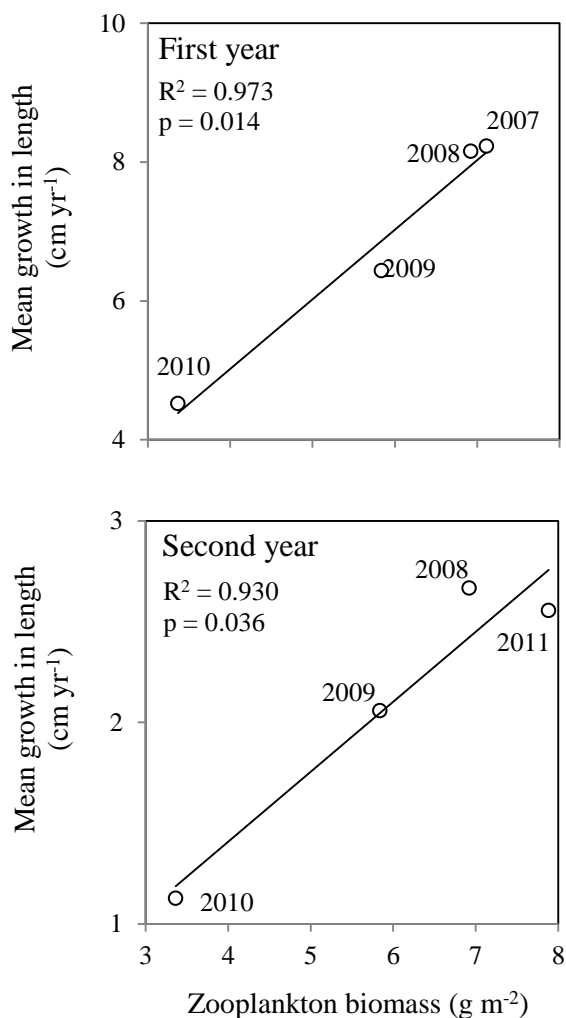 10
8
6
4
Mean growth in length
(cm yr-1)
First year
R2 = 0.973
p = 0.014
2007
2008
2009
2010
3
2
1
Mean growth in length
(cm yr-1)
Second year
R2 = 0.930
p = 0.036
2008
2011
2009
2010
3 4 5 6 7 8
Zooplankton biomass (g m-2)